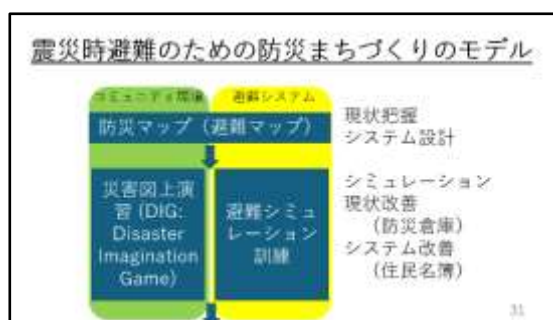 震災時避難のための防災まちづくりのモデル
コミュニティ環境
避難システム
防災マップ（避難マップ）
現状把握
システム設計
災害図上演
習 (DIG:
Disaster
Imagination
Game)
避難シミュ
レーション
訓練
シミュレーション
現状改善
（防災倉庫）
システム改善
（住民名簿）
31